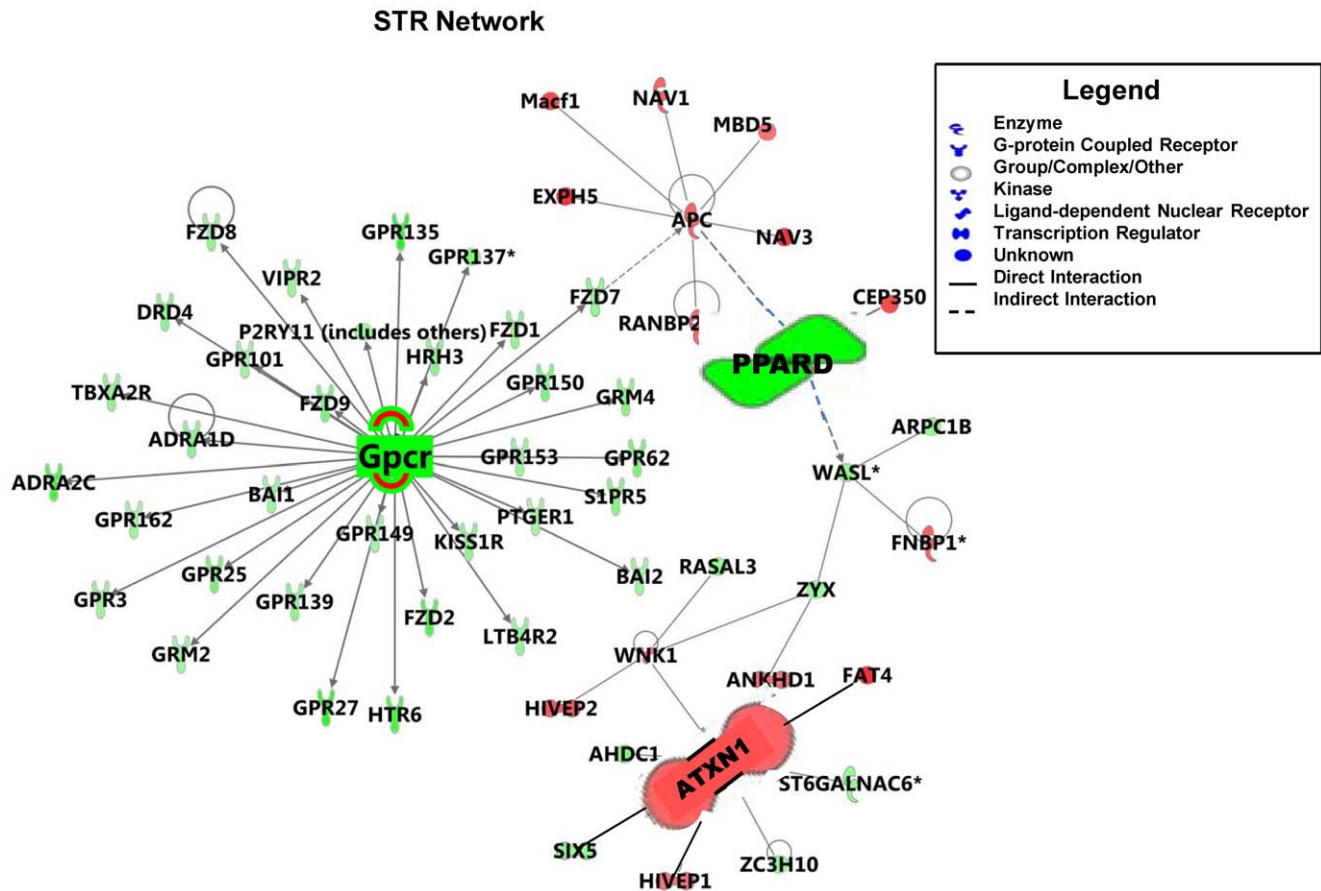 STR Network
Legend
Enzyme
G-protein Coupled Receptor
Group/Complex/Other
Kinase
Ligand-dependent Nuclear Receptor
Transcription Regulator
Unknown
Direct Interaction
Indirect Interaction
Macf1
NAV1
MBD5
EXPH5
APC
NAV3
FZD8
GPR135
GPR137*
VIPR2
FZD7
CEP350
DRD4
RANBP2
P2RY11 (includes others)
FZD1
GPR101
HRH3
PPARD
TBXA2R
FZD9
GPR150
GRM4
ADRA1D
ARPC1B
Gpcr
GPR153
GPR62
WASL*
ADRA2C
BAI1
S1PR5
GPR162
PTGER1
GPR149
KISS1R
FNBP1*
RASAL3
GPR25
BAI2
ZYX
GPR3
GPR139
FZD2
LTB4R2
GRM2
WNK1
ANKHD1
FAT4
GPR27
HTR6
HIVEP2
AHDC1
ATXN1
ST6GALNAC6*
SIX5
ZC3H10
HIVEP1